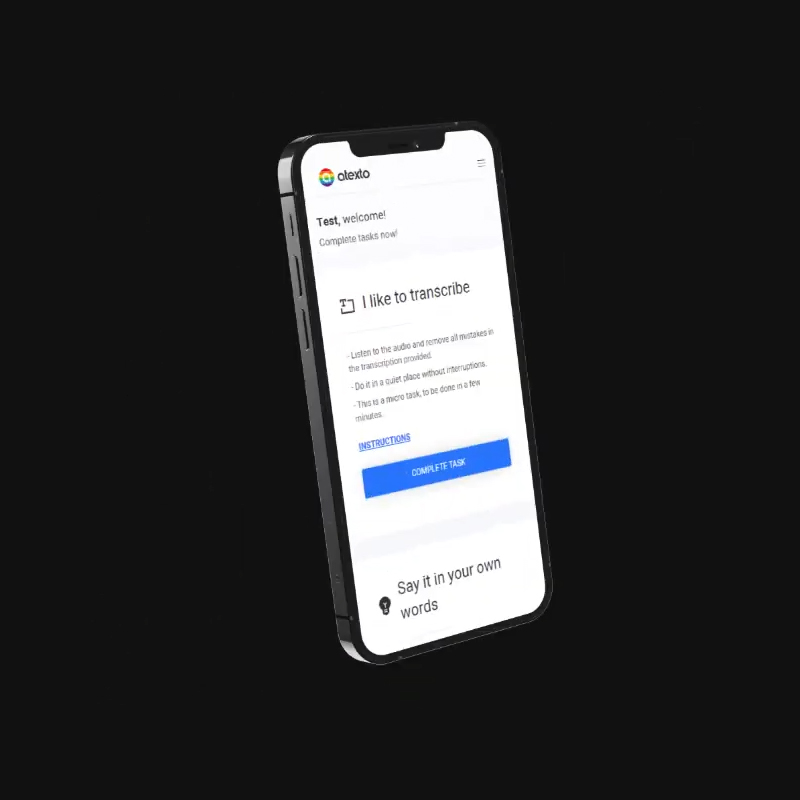 atexto
Test, welcome!
Complete tasks now!
I like to transcribe
- Listen to the audio and remove all mistakes in
the transcription provided.
- Do it in a quiet place without interruptions.
- This is a micro task, to be done in a few
minutes.
INSTRUCTIONS
COMPLETE TASK
Say it in your own
words